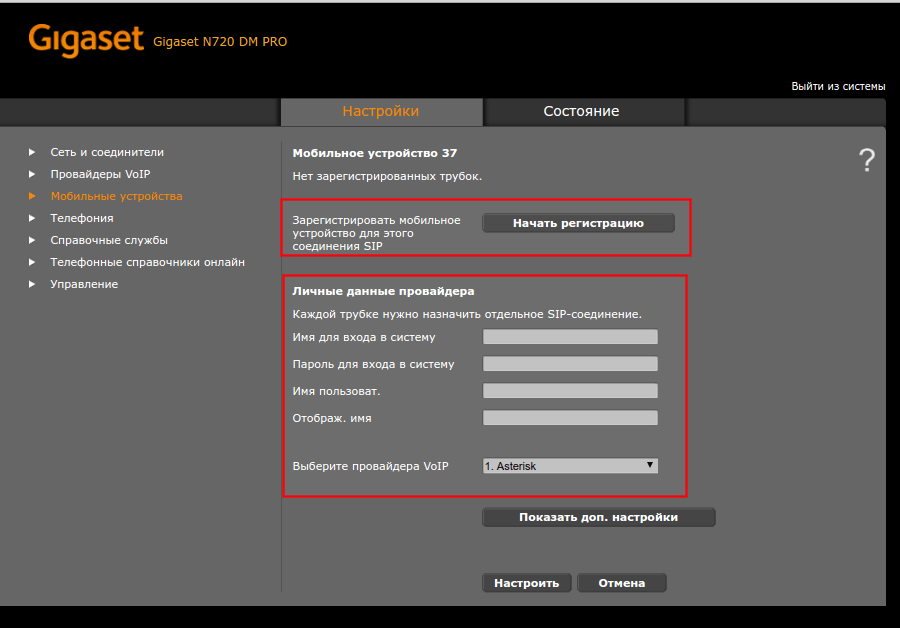 Gigaset Gigaset N720 DM PRO
Выйти из системы
Настройки Состояние
Сеть и соединители
Провайдеры VoIP
Мобильные устройства
Телефония
Справочные службы
Телефонные справочники онлайн
Управление
Мобильное устройство 37
?
Нет зарегистрированных трубок.
Зарегистрировать мобильное
устройство для этого
соединения SIP
Начать регистрацию
Личные данные провайдера
Каждой трубке нужно назначить отдельное SIP-соединение.
Имя для входа в систему
Пароль для входа в систему
Имя пользоват.
Отображ. имя
Выберите провайдера VoIP 1. Asterisk
Показать доп. настройки
Настроить Отмена